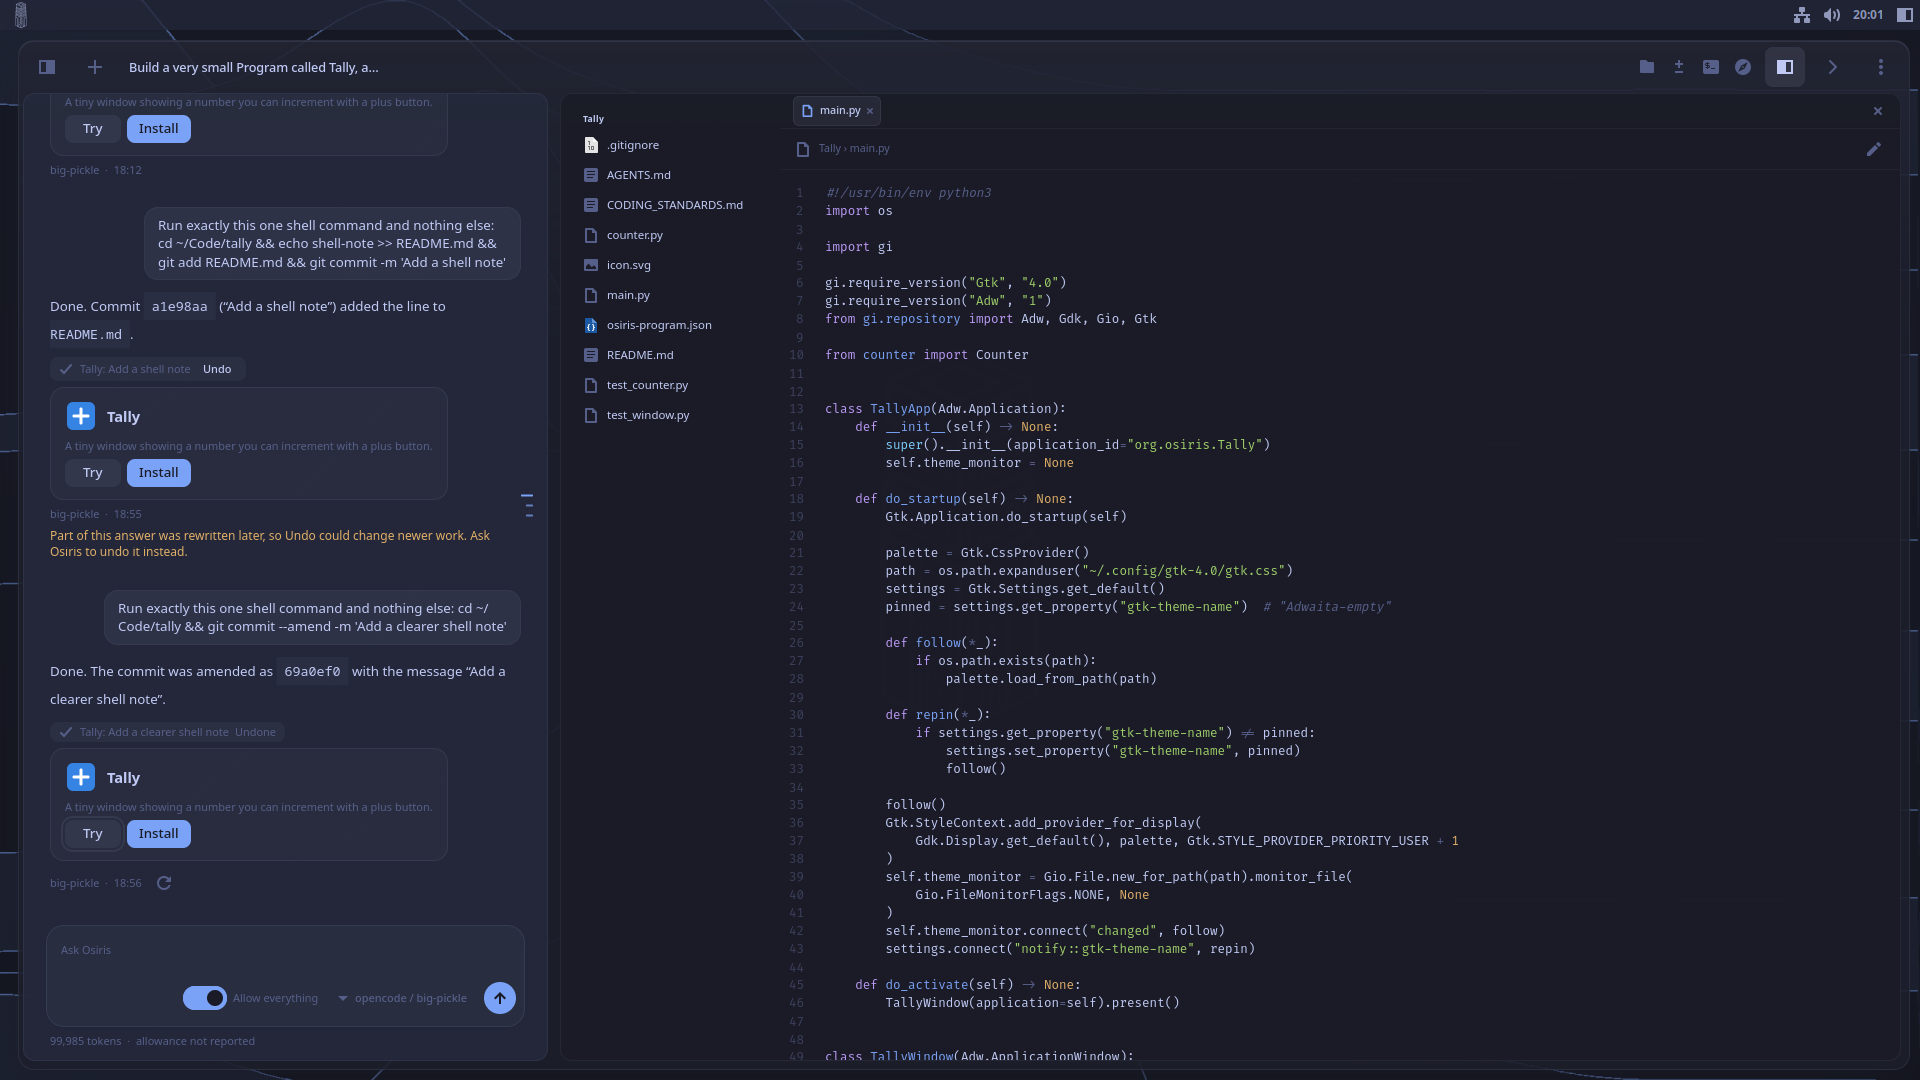 20:01
Build a very small Program called Tally, a...
A tiny window showing a number you can increment with a plus button.
Try Install
big-pickle · 18:12
Run exactly this one shell command and nothing else:
cd ~/Code/tally && echo shell-note >> README.md &&
git add README.md && git commit -m 'Add a shell note'
Done. Commit a1e98aa (“Add a shell note”) added the line to
README.md .
Tally: Add a shell note Undo
Tally
A tiny window showing a number you can increment with a plus button.
Try Install
big-pickle · 18:55
Part of this answer was rewritten later, so Undo could change newer work. Ask
Osiris to undo it instead.
Run exactly this one shell command and nothing else: cd ~/
Code/tally && git commit --amend -m 'Add a clearer shell note'
Done. The commit was amended as 69a0ef0 with the message “Add a
clearer shell note”.
Tally: Add a clearer shell note Undone
Tally
A tiny window showing a number you can increment with a plus button.
Try Install
big-pickle · 18:56
Ask Osiris
Allow everything opencode / big-pickle
99,985 tokens · allowance not reported
Tally
.gitignore
AGENTS.md
CODING_STANDARDS.md
counter.py
icon.svg
main.py
osiris-program.json
README.md
test_counter.py
test_window.py
main.py ×
Tally › main.py
1 #!/usr/bin/env python3
2 import os
3
4 import gi
5
6 gi.require_version("Gtk", "4.0")
7 gi.require_version("Adw", "1")
8 from gi.repository import Adw, Gdk, Gio, Gtk
9
10 from counter import Counter
11
12
13 class TallyApp(Adw.Application):
14     def __init__(self) -> None:
15         super().__init__(application_id="org.osiris.Tally")
16         self.theme_monitor = None
17
18     def do_startup(self) -> None:
19         Gtk.Application.do_startup(self)
20
21         palette = Gtk.CssProvider()
22         path = os.path.expanduser("~/.config/gtk-4.0/gtk.css")
23         settings = Gtk.Settings.get_default()
24         pinned = settings.get_property("gtk-theme-name")  # "Adwaita-empty"
25
26         def follow(*_):
27             if os.path.exists(path):
28                 palette.load_from_path(path)
29
30         def repin(*_):
31             if settings.get_property("gtk-theme-name") != pinned:
32                 settings.set_property("gtk-theme-name", pinned)
33                 follow()
34
35         follow()
36         Gtk.StyleContext.add_provider_for_display(
37             Gdk.Display.get_default(), palette, Gtk.STYLE_PROVIDER_PRIORITY_USER + 1
38         )
39         self.theme_monitor = Gio.File.new_for_path(path).monitor_file(
40             Gio.FileMonitorFlags.NONE, None
41         )
42         self.theme_monitor.connect("changed", follow)
43         settings.connect("notify::gtk-theme-name", repin)
44
45     def do_activate(self) -> None:
46         TallyWindow(application=self).present()
47
48
49 class TallyWindow(Adw.ApplicationWindow):